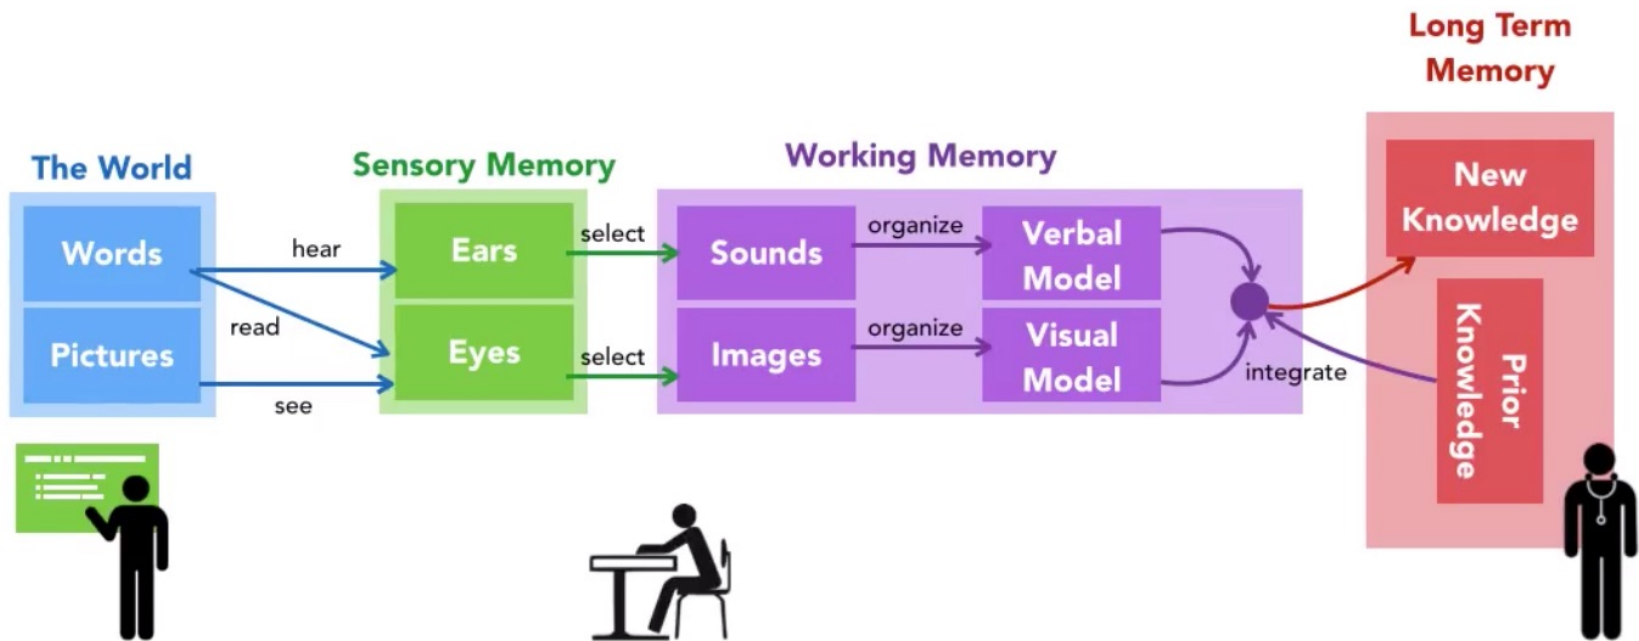 Long Term
Memory
The World
Sensory Memory
Working Memory
Words
hear
Ears
select
Sounds
organize
Verbal
Model
New
Knowledge
read
Pictures
see
Eyes
select
Images
organize
Visual
Model
integrate
Prior
Knowledge